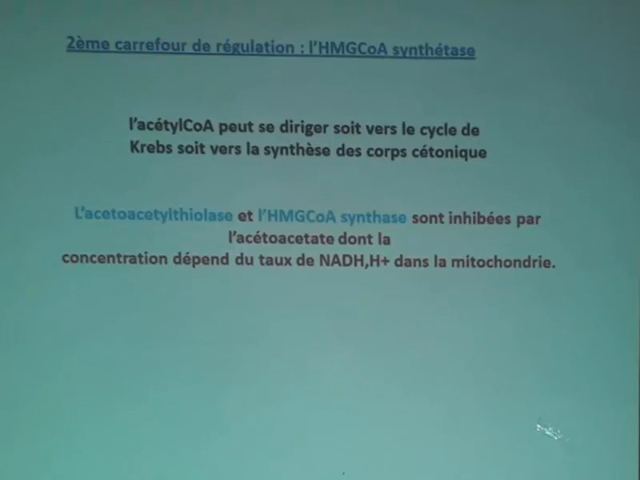 2ème carrefour de régulation : l'HMGCoA synthétase
l'acétylCoA peut se diriger soit vers le cycle de
Krebs soit vers la synthèse des corps cétonique
L'acetoacetylthiolase et l'HMGCoA synthase sont inhibées par
l'acétoacetate dont la
concentration dépend du taux de NADH,H+ dans la mitochondrie.